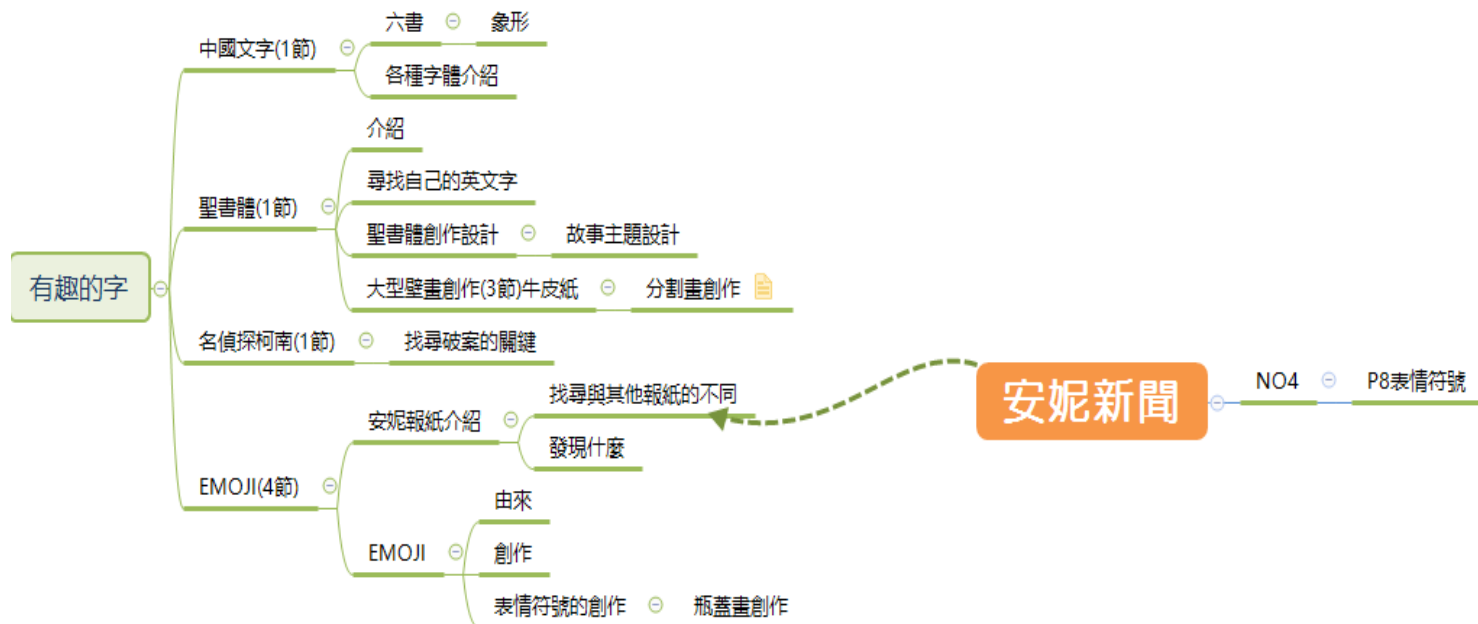 有趣的字
中國文字(1節)
六書
象形
各種字體介紹
聖書體(1節)
介紹
尋找自己的英文字
聖書體創作設計
故事主題設計
大型壁畫創作(3節)牛皮紙
分割畫創作
名偵探柯南(1節)
找尋破案的關鍵
EMOJI(4節)
安妮報紙介紹
找尋與其他報紙的不同
發現什麼
EMOJI
由來
創作
表情符號的創作
瓶蓋畫創作
安妮新聞
NO4
P8表情符號